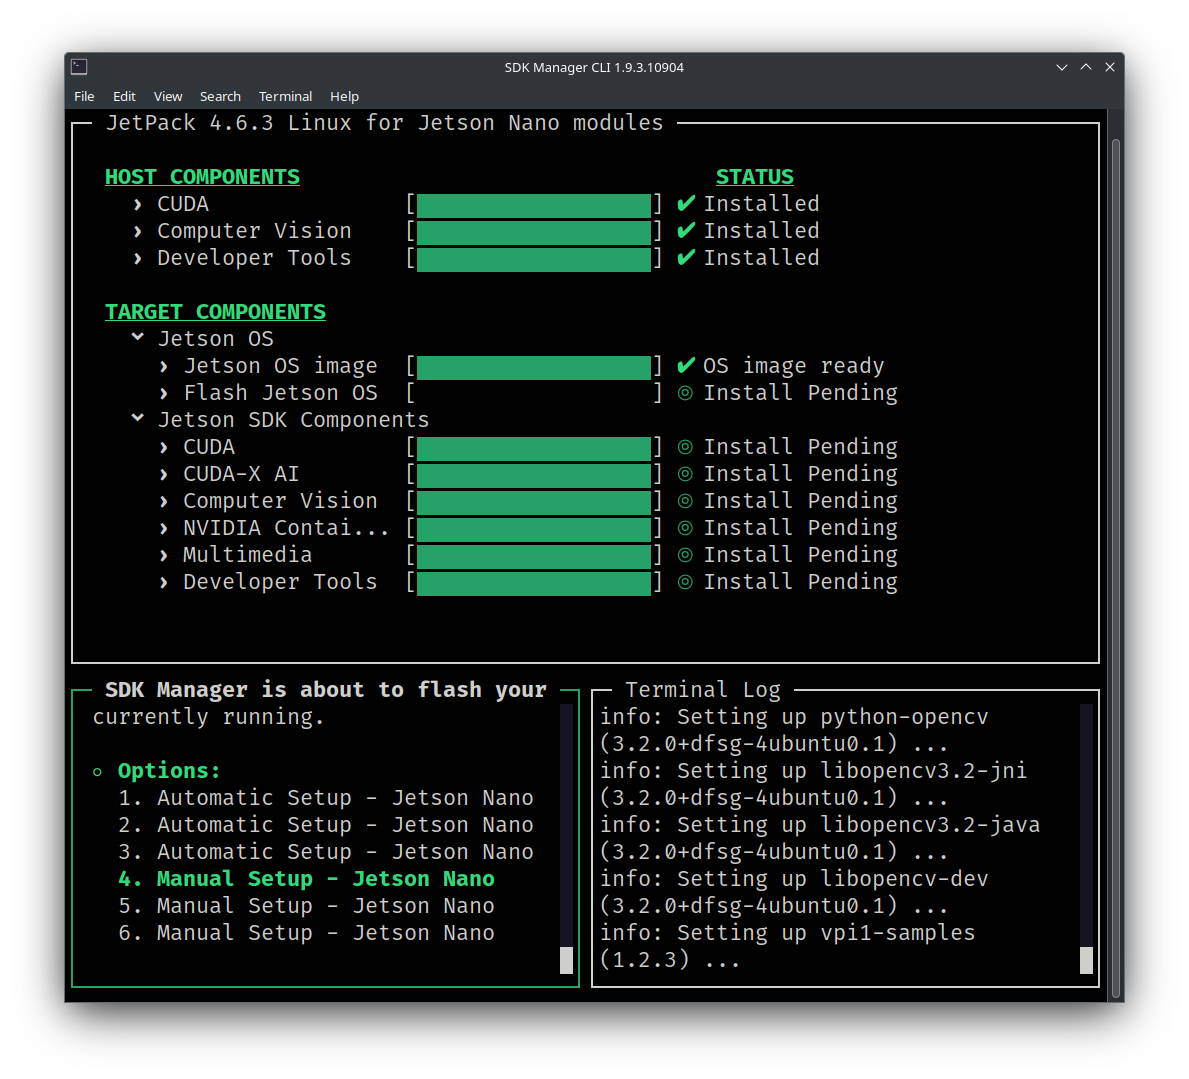 SDK Manager CLI 1.9.3.10904
File Edit View Search Terminal Help
JetPack 4.6.3 Linux for Jetson Nano modules
HOST COMPONENTS STATUS
› CUDA [ ] ✔ Installed
› Computer Vision [ ] ✔ Installed
› Developer Tools [ ] ✔ Installed
TARGET COMPONENTS
Jetson OS
› Jetson OS image [ ] ✔ OS image ready
› Flash Jetson OS [ ] ◎ Install Pending
Jetson SDK Components
› CUDA [ ] ◎ Install Pending
› CUDA-X AI [ ] ◎ Install Pending
› Computer Vision [ ] ◎ Install Pending
› NVIDIA Contai... [ ] ◎ Install Pending
› Multimedia [ ] ◎ Install Pending
› Developer Tools [ ] ◎ Install Pending
SDK Manager is about to flash your
currently running.
Options:
1. Automatic Setup - Jetson Nano
2. Automatic Setup - Jetson Nano
3. Automatic Setup - Jetson Nano
4. Manual Setup - Jetson Nano
5. Manual Setup - Jetson Nano
6. Manual Setup - Jetson Nano
Terminal Log
info: Setting up python-opencv
(3.2.0+dfsg-4ubuntu0.1) ...
info: Setting up libopencv3.2-jni
(3.2.0+dfsg-4ubuntu0.1) ...
info: Setting up libopencv3.2-java
(3.2.0+dfsg-4ubuntu0.1) ...
info: Setting up libopencv-dev
(3.2.0+dfsg-4ubuntu0.1) ...
info: Setting up vpi1-samples
(1.2.3) ...